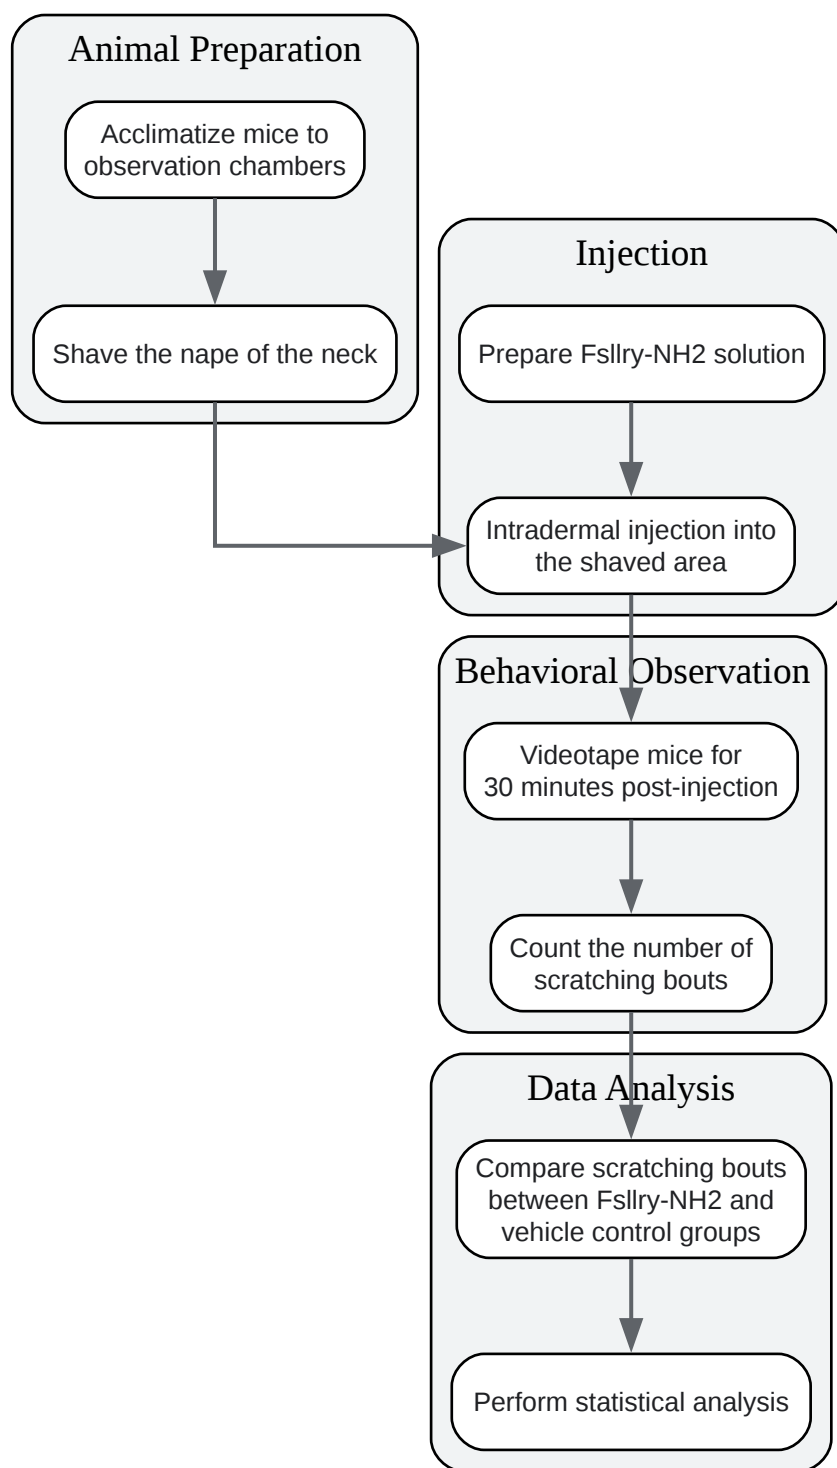 Animal Preparation
Acclimatize mice to
observation chambers
Shave the nape of the neck
Injection
Prepare Fsllry-NH2 solution
Intradermal injection into
the shaved area
Behavioral Observation
Videotape mice for
30 minutes post-injection
Count the number of
scratching bouts
Data Analysis
Compare scratching bouts
between Fsllry-NH2 and
vehicle control groups
Perform statistical analysis